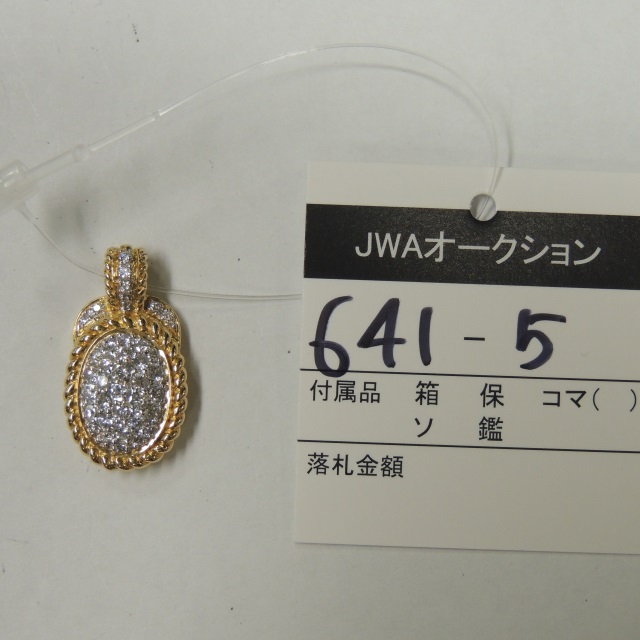 JWAオークション
641-5
付属品 箱 保 コマ( )
ソ 鑑
落札金額